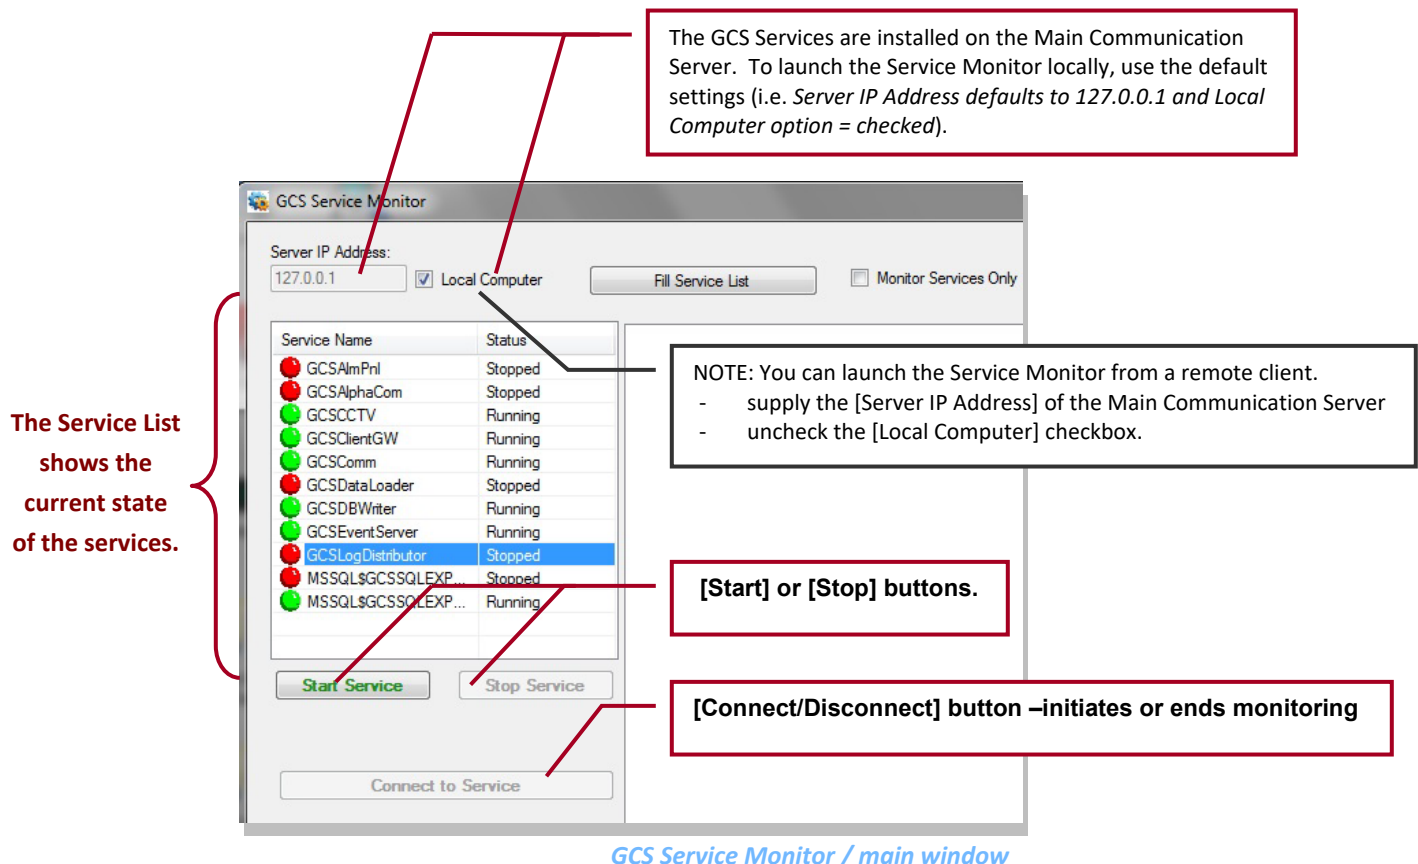 The GCS Services are installed on the Main Communication
Server.  To launch the Service Monitor locally, use the default
settings (i.e. Server IP Address defaults to 127.0.0.1 and Local
Computer option = checked).
GCS Service Monitor
Server IP Address:
127.0.0.1 Local Computer Fill Service List Monitor Services Only
Service Name Status
GCSAlmPnl Stopped
GCSAlphaCom Stopped
GCSCCTV Running
GCSClientGW Running
GCSComm Running
GCSDataLoader Stopped
GCSDBWriter Running
GCSEventServer Running
GCSLogDistributor Stopped
MSSQL$GCSSQLEXP... Stopped
MSSQL$GCSSQLEXP... Running
Start Service Stop Service
Connect to Service
The Service List
shows the
current state
of the services.
NOTE: You can launch the Service Monitor from a remote client.
- supply the [Server IP Address] of the Main Communication Server
- uncheck the [Local Computer] checkbox.
[Start] or [Stop] buttons.
[Connect/Disconnect] button –initiates or ends monitoring
GCS Service Monitor / main window